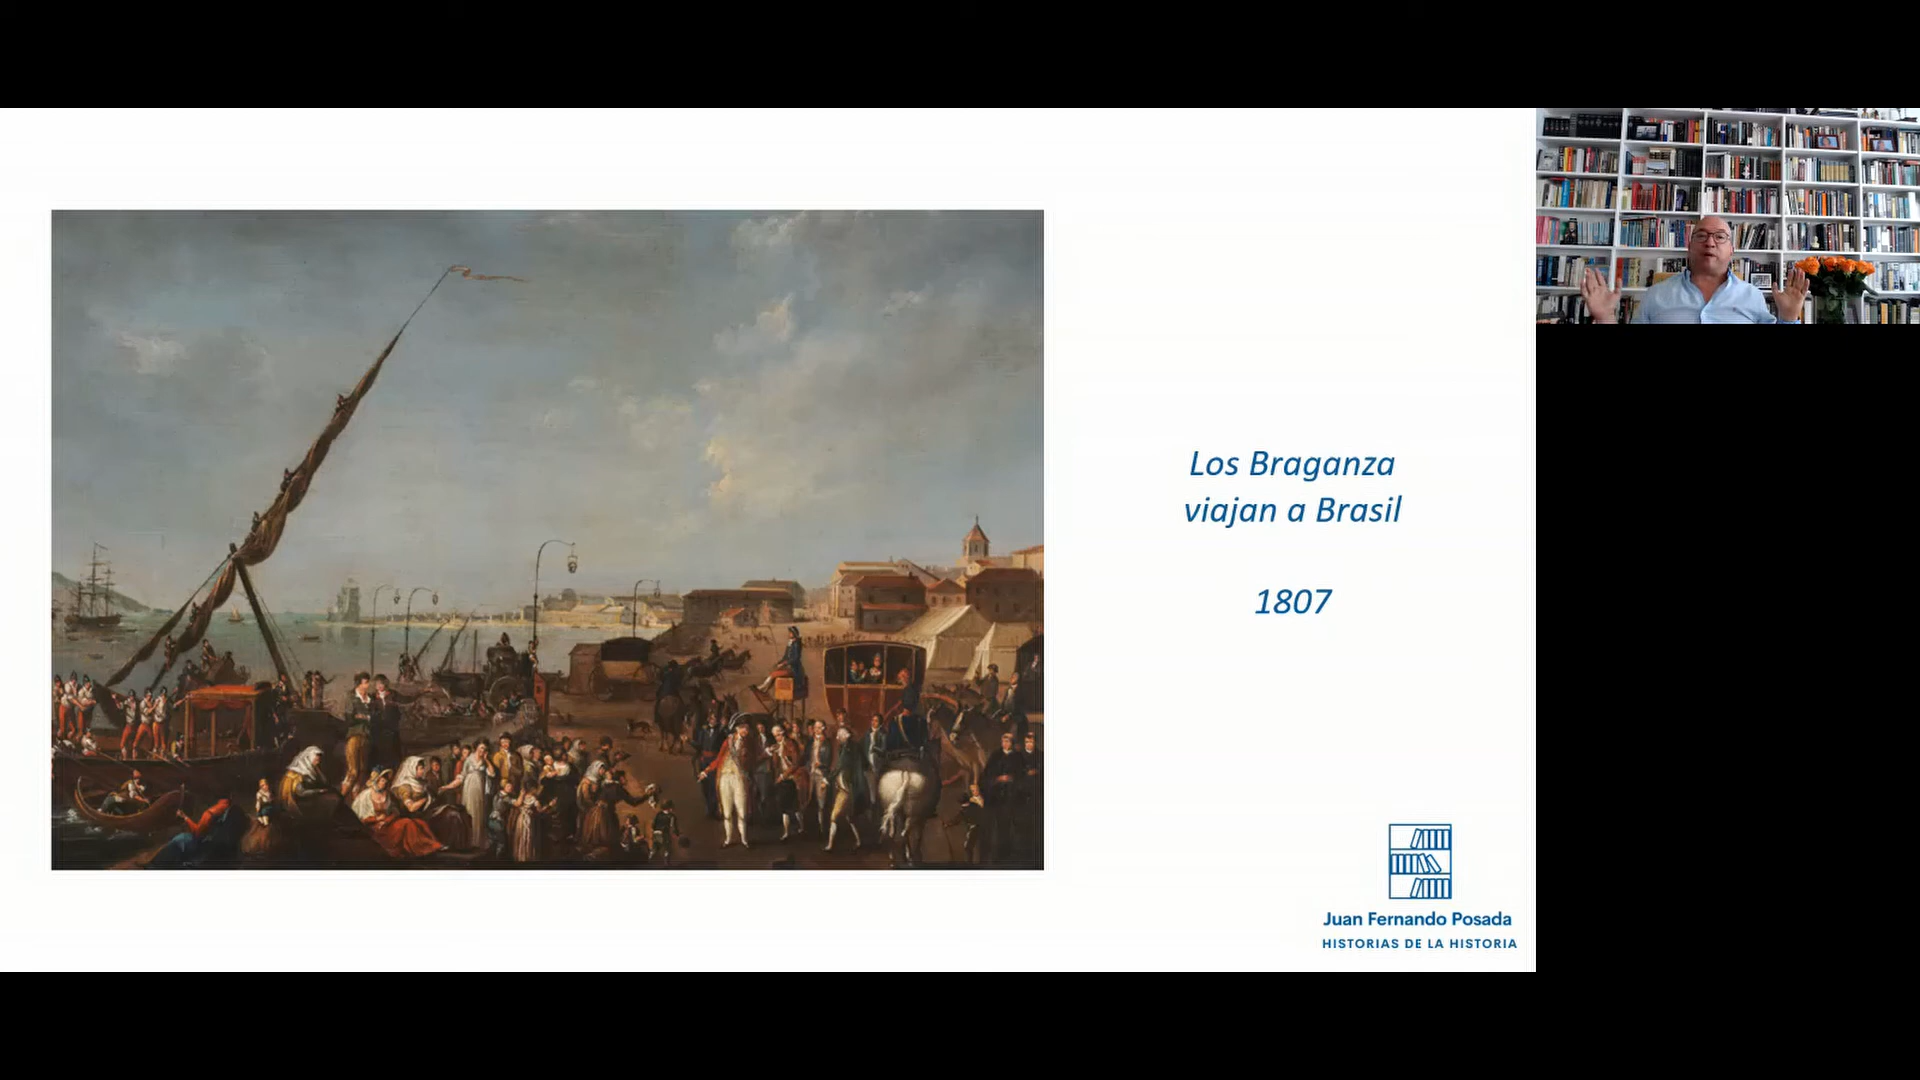 Los Braganza
viajan a Brasil
1807
Juan Fernando Posada
HISTORIAS DE LA HISTORIA